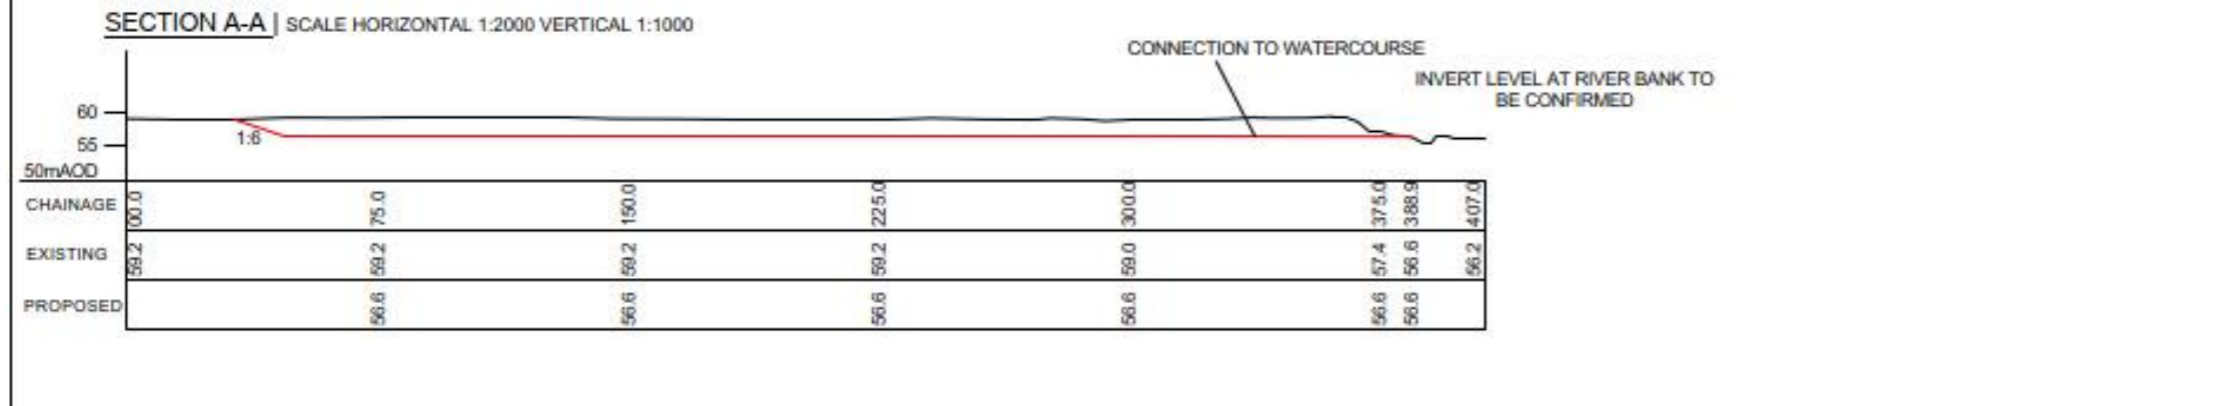 SECTION A-A | SCALE HORIZONTAL 1:2000 VERTICAL 1:1000
CONNECTION TO WATERCOURSE
INVERT LEVEL AT RIVER BANK TO
BE CONFIRMED
60
1:6
55
50mAOD
CHAINAGE 00.0 75.0 150.0 225.0 300.0 375.0 388.9 407.0
EXISTING 59.2 59.2 59.2 59.2 59.0 57.4 56.6 56.2
PROPOSED 56.6 56.6 56.6 56.6 56.6 56.6